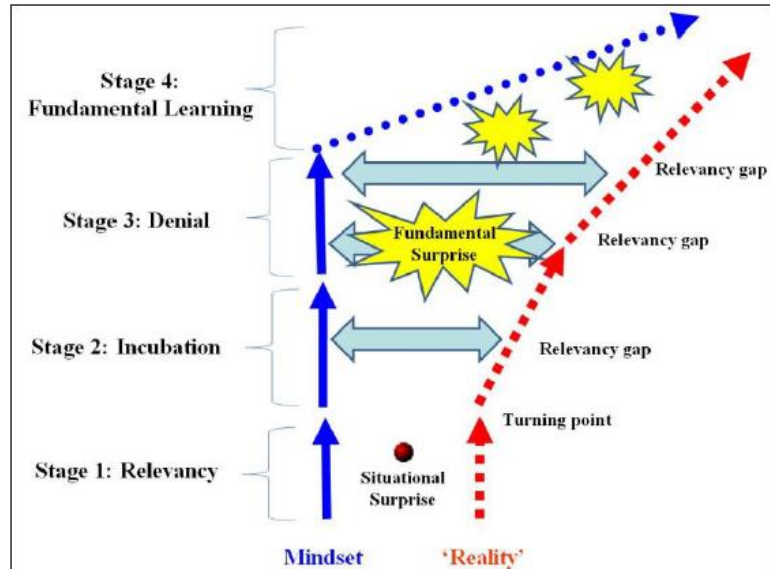 Stage 4:
Fundamental Learning
Relevancy gap
Stage 3: Denial
Fundamental
Surprise
Relevancy gap
Stage 2: Incubation
Relevancy gap
Turning point
Stage 1: Relevancy
Situational
Surprise
Mindset
'Reality'